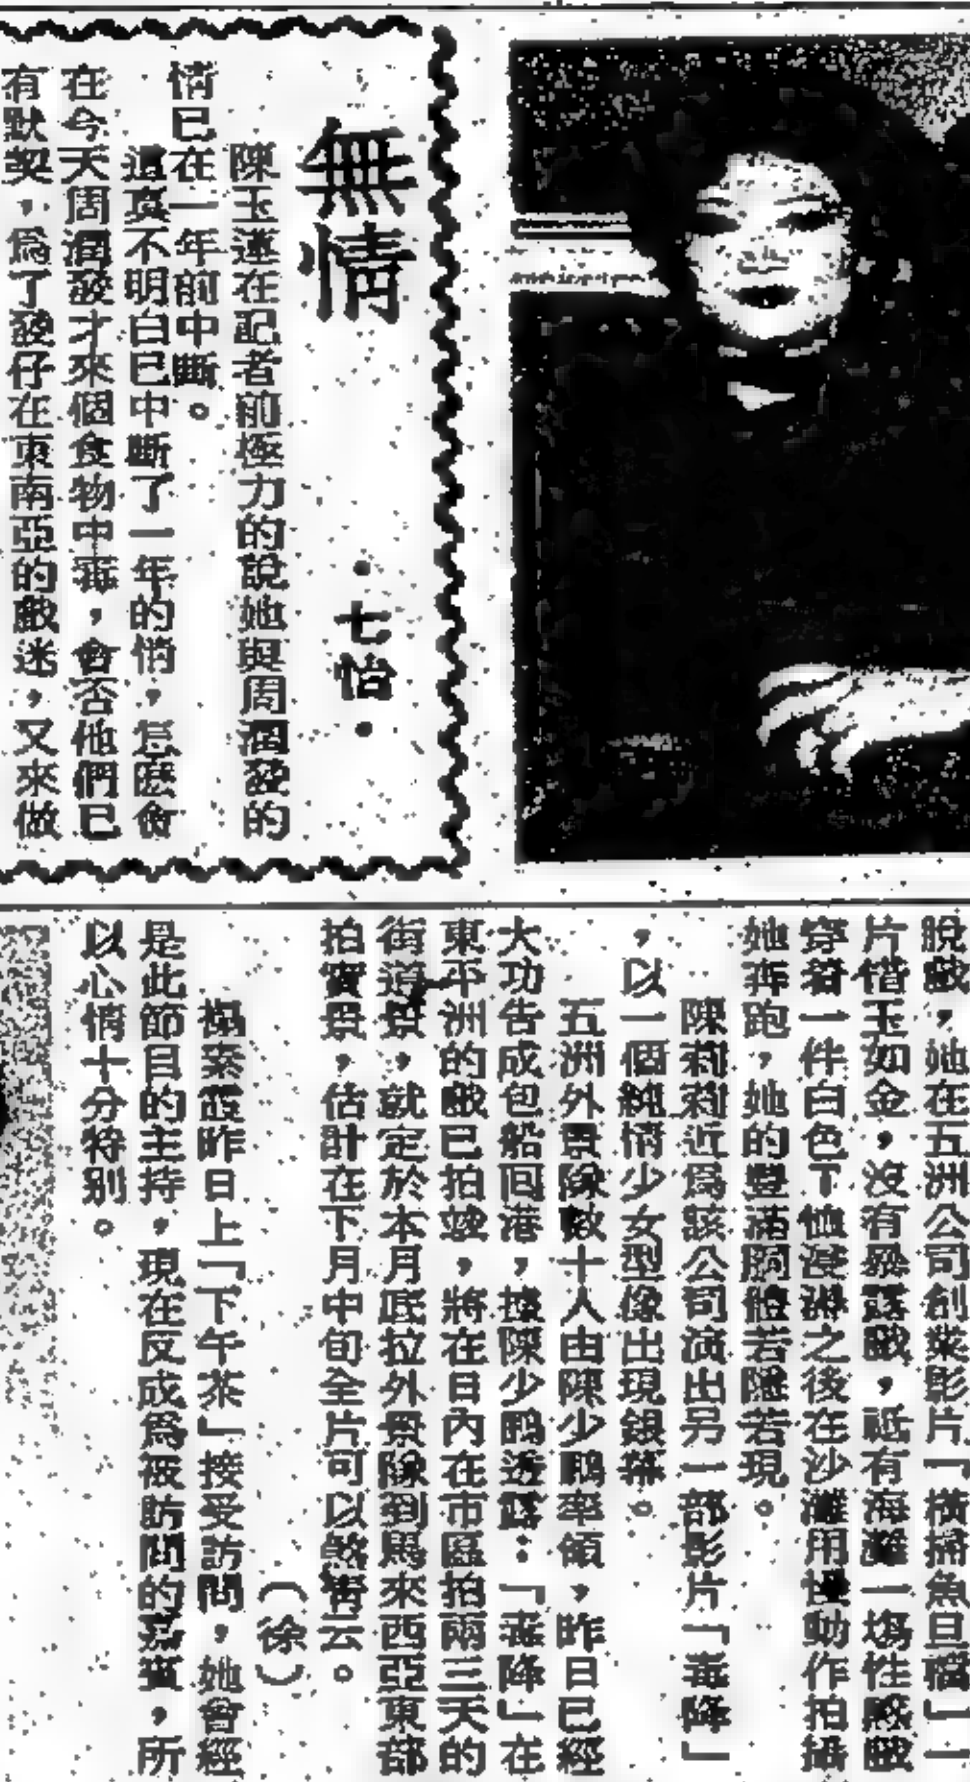 無情
・七怡・
陳玉蓮在記者前極力的說她與周潤發的
情已在一年前中斷。
這真不明白已中斷了一年的情,怎麽會
在今天周潤發才來個食物中毒,會否他們已
有默契,爲了發仔在東南亞的戲迷,又來做
脫戲,她在五洲公司創業影片「橫掃魚旦檔」一
片惜玉如金,沒有暴露戲,祗有海灘一塲性感戲
穿着一件白色T恤濕淋之後在沙灘用慢動作拍攝
她奔跑,她的豐滿胴體若隱若現。
陳莉莉近爲該公司演出另一部影片「毒降」
,以一個純情少女型像出現銀幕。
五洲外景隊數十人由陳少鵬率領,昨日已經
大功告成包船回港,據陳少鵬透露:「毒降」在
東平洲的戲已拍竣,將在日內在市區拍兩三天的
街道景,就定於本月底拉外景隊到馬來西亞東部
拍實景,估計在下月中旬全片可以煞靑云。
(徐)
昨日上「下午茶」接受訪問,她曾經
是此節目的主持,現在反成爲被訪問的嘉賓,所
以心情十分特别。